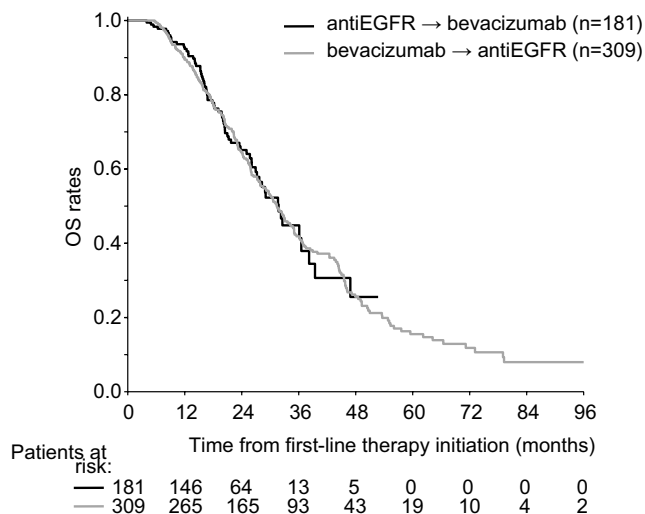 antiEGFR → bevacizumab (n=181)
bevacizumab → antiEGFR (n=309)
1.0
0.8
0.6
0.4
0.2
0.0
OS rates
0 12 24 36 48 60 72 84 96
Time from first-line therapy initiation (months)
Patients at
risk:
181 146 64 13 5 0 0 0 0
309 265 165 93 43 19 10 4 2